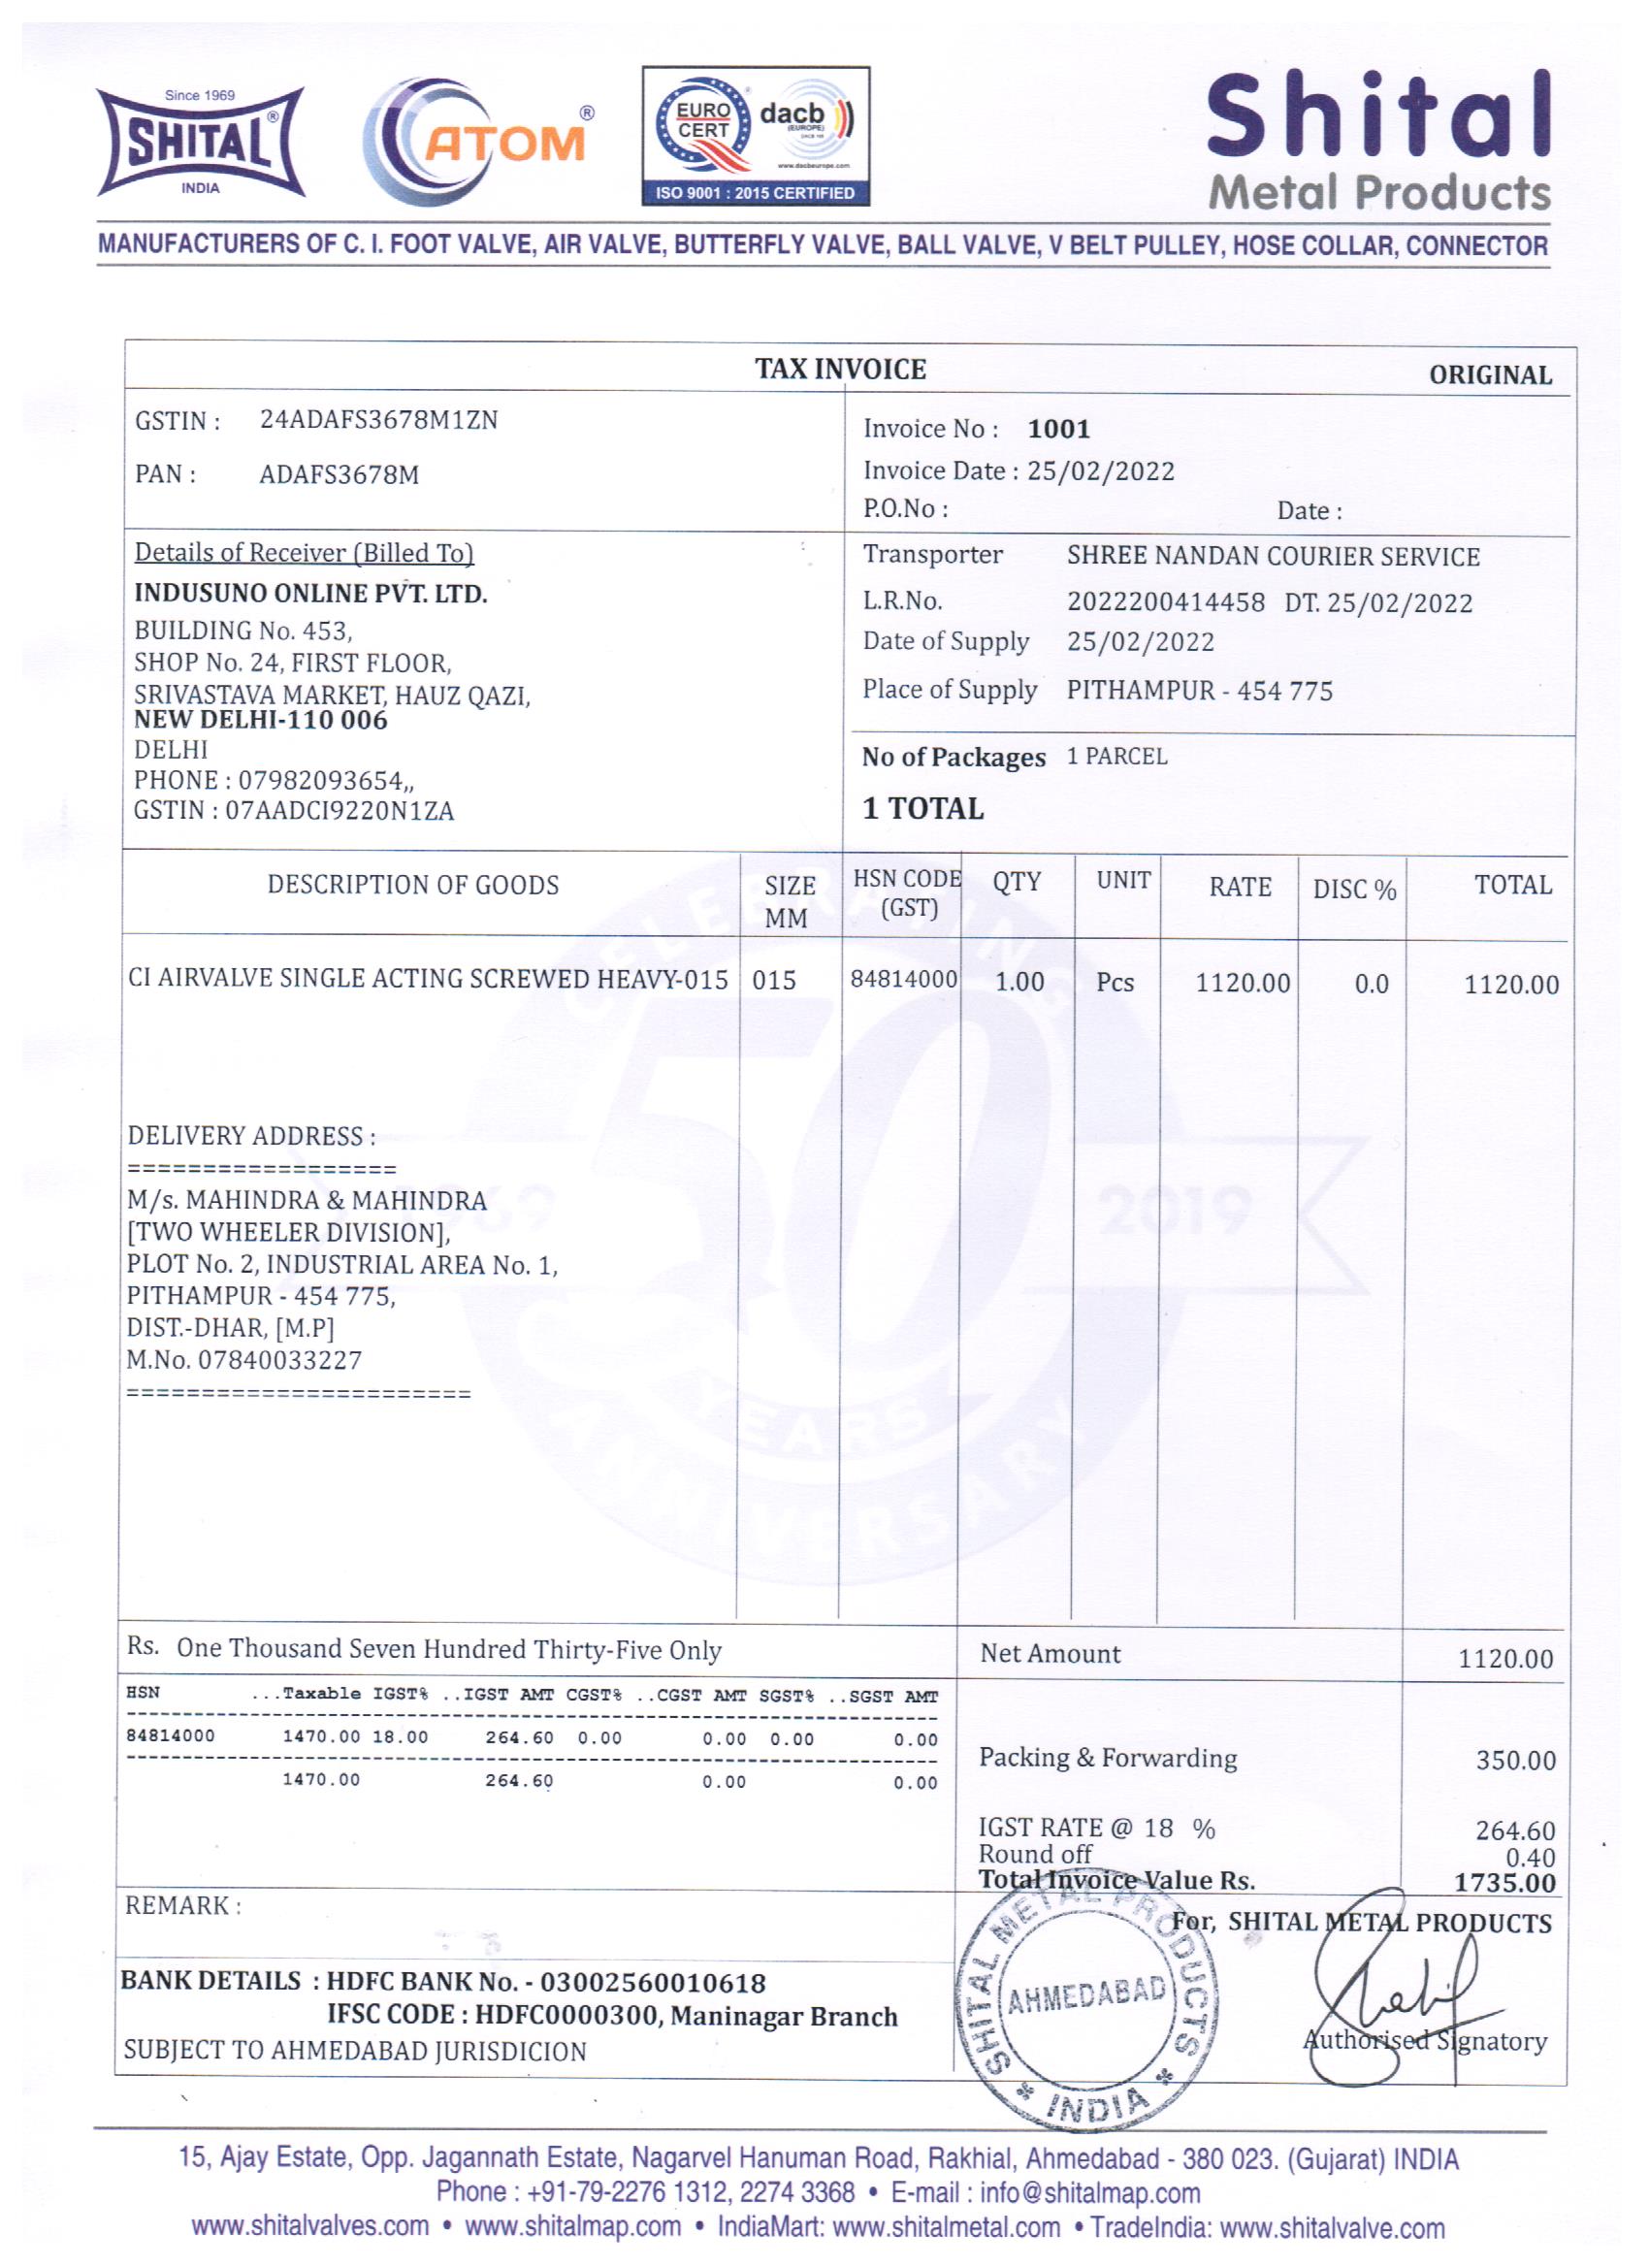 Since 1969
SHITAL ®
INDIA
ATOM ®
EURO CERT ®
dacb
(EUROPE)
www.dacbeurope.com
ISO 9001 : 2015 CERTIFIED
Shital
Metal Products
MANUFACTURERS OF C. I. FOOT VALVE, AIR VALVE, BUTTERFLY VALVE, BALL VALVE, V BELT PULLEY, HOSE COLLAR, CONNECTOR
TAX INVOICE
ORIGINAL
GSTIN : 24ADAFS3678M1ZN
PAN : ADAFS3678M
Invoice No : 1001
Invoice Date : 25/02/2022
P.O.No : Date :
Details of Receiver (Billed To)
INDUSUNO ONLINE PVT. LTD.
BUILDING No. 453,
SHOP No. 24, FIRST FLOOR,
SRIVASTAVA MARKET, HAUZ QAZI,
NEW DELHI-110 006
DELHI
PHONE : 07982093654,,
GSTIN : 07AADCI9220N1ZA
Transporter SHREE NANDAN COURIER SERVICE
L.R.No. 2022200414458 DT. 25/02/2022
Date of Supply 25/02/2022
Place of Supply PITHAMPUR - 454 775
No of Packages 1 PARCEL
1 TOTAL
DESCRIPTION OF GOODS SIZE MM HSN CODE (GST) QTY UNIT RATE DISC % TOTAL
CI AIRVALVE SINGLE ACTING SCREWED HEAVY-015 015 84814000 1.00 Pcs 1120.00 0.0 1120.00
CELEBRATING
50
1969 2019
YEARS
ANNIVERSARY
DELIVERY ADDRESS :
==================
M/s. MAHINDRA & MAHINDRA
[TWO WHEELER DIVISION],
PLOT No. 2, INDUSTRIAL AREA No. 1,
PITHAMPUR - 454 775,
DIST.-DHAR, [M.P]
M.No. 07840033227
=======================
Rs. One Thousand Seven Hundred Thirty-Five Only
HSN ...Taxable IGST% ..IGST AMT CGST% ..CGST AMT SGST% ..SGST AMT
84814000 1470.00 18.00 264.60 0.00 0.00 0.00 0.00
1470.00 264.60 0.00 0.00
Net Amount 1120.00
Packing & Forwarding 350.00
IGST RATE @ 18 % 264.60
Round off 0.40
Total Invoice Value Rs. 1735.00
REMARK :
For, SHITAL METAL PRODUCTS
BANK DETAILS : HDFC BANK No. - 03002560010618
IFSC CODE : HDFC0000300, Maninagar Branch
SUBJECT TO AHMEDABAD JURISDICION
SHITAL METAL PRODUCTS
AHMEDABAD
* INDIA *
Authorised Signatory
15, Ajay Estate, Opp. Jagannath Estate, Nagarvel Hanuman Road, Rakhial, Ahmedabad - 380 023. (Gujarat) INDIA
Phone : +91-79-2276 1312, 2274 3368 • E-mail : info@shitalmap.com
www.shitalvalves.com • www.shitalmap.com • IndiaMart: www.shitalmetal.com • TradeIndia: www.shitalvalve.com